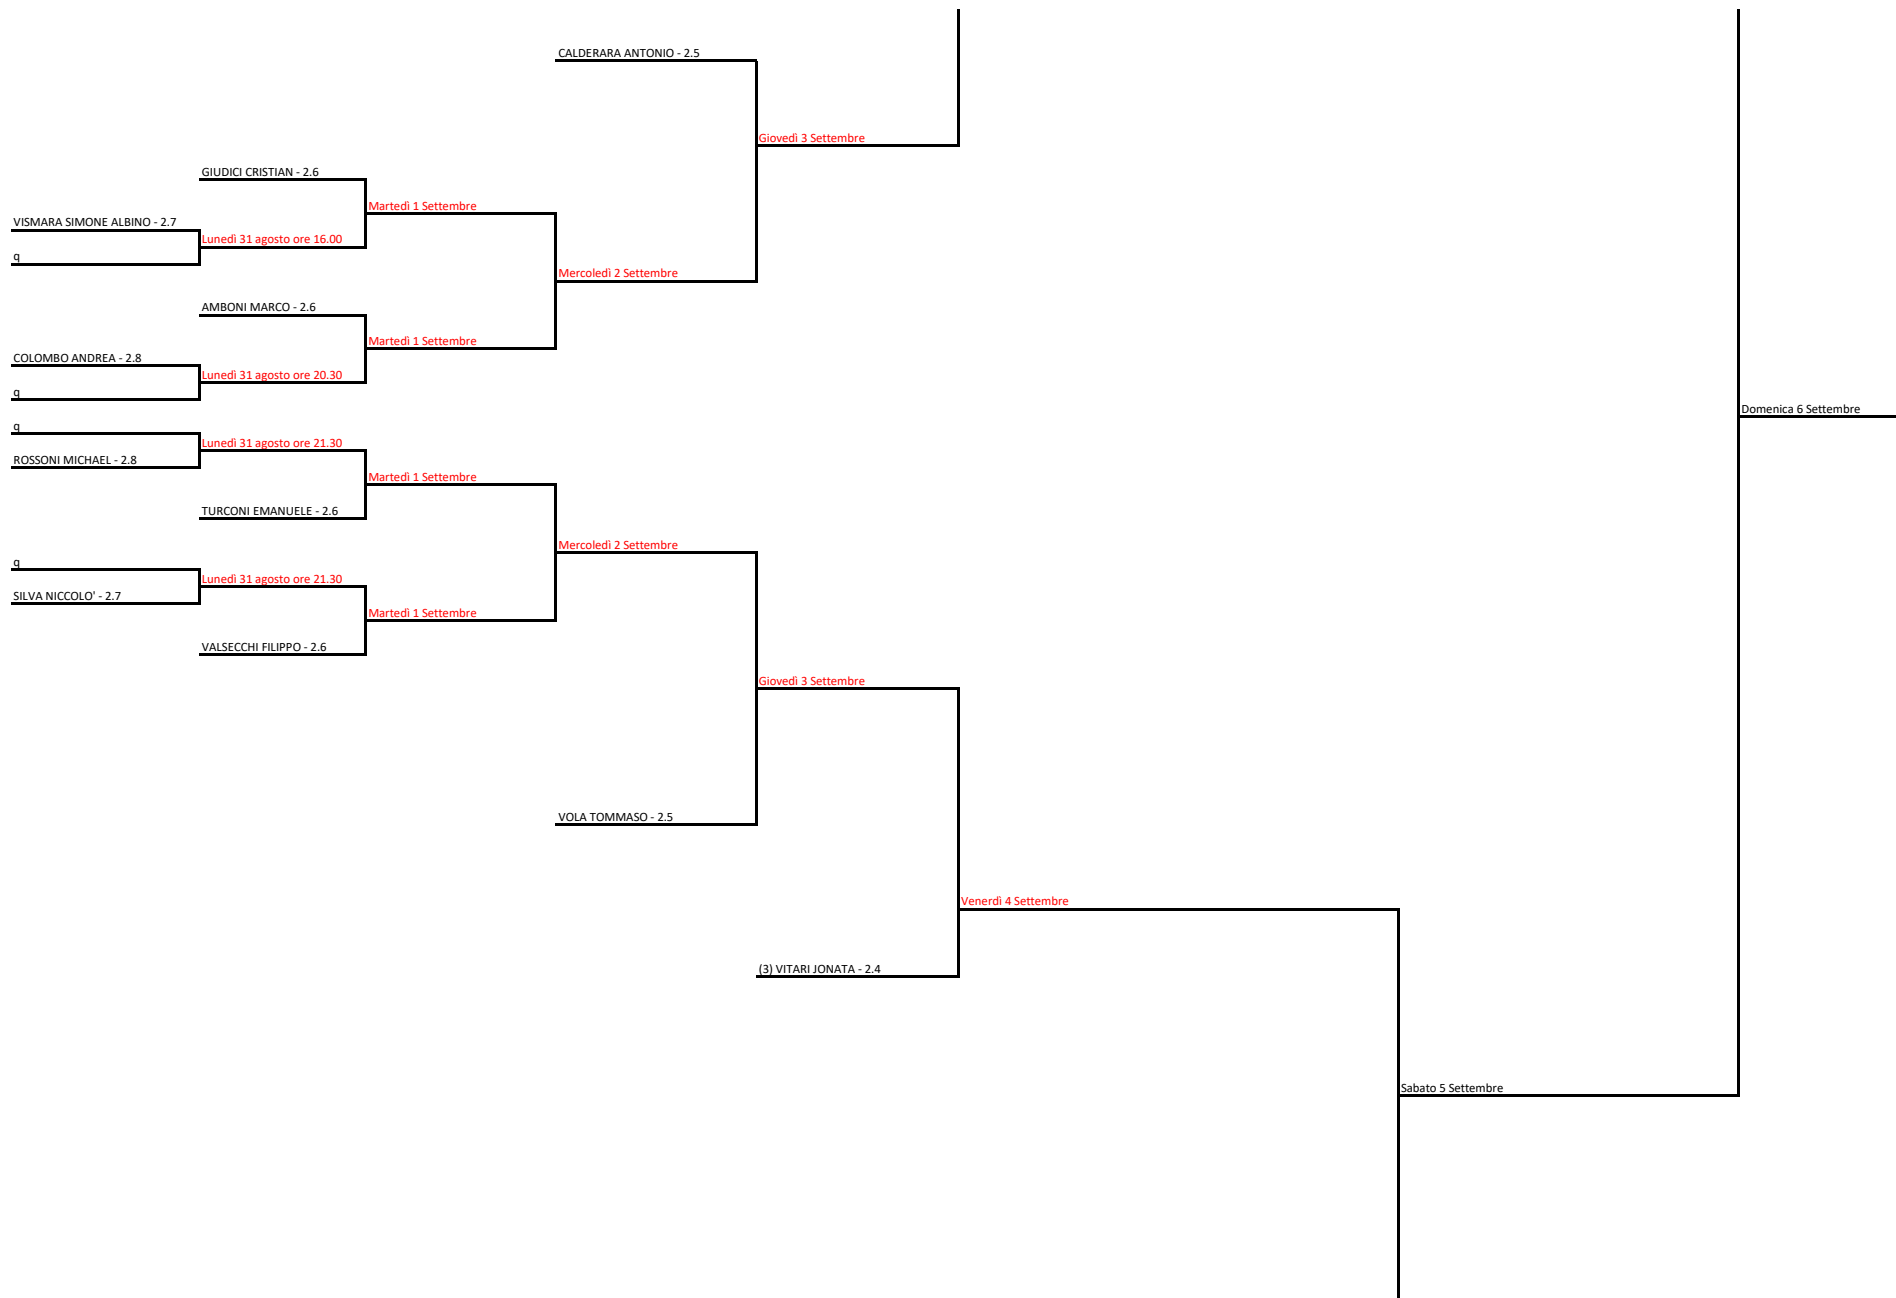 CALDERARA ANTONIO - 2.5
Giovedì 3 Settembre
GIUDICI CRISTIAN - 2.6
Martedì 1 Settembre
VISMARA SIMONE ALBINO - 2.7
Lunedì 31 agosto ore 16.00
q
Mercoledì 2 Settembre
AMBONI MARCO - 2.6
Martedì 1 Settembre
COLOMBO ANDREA - 2.8
Lunedì 31 agosto ore 20.30
q
Domenica 6 Settembre
q
Lunedì 31 agosto ore 21.30
ROSSONI MICHAEL - 2.8
Martedì 1 Settembre
TURCONI EMANUELE - 2.6
Mercoledì 2 Settembre
q
Lunedì 31 agosto ore 21.30
SILVA NICCOLO' - 2.7
Martedì 1 Settembre
VALSECCHI FILIPPO - 2.6
Giovedì 3 Settembre
VOLA TOMMASO - 2.5
Venerdì 4 Settembre
(3) VITARI JONATA - 2.4
Sabato 5 Settembre